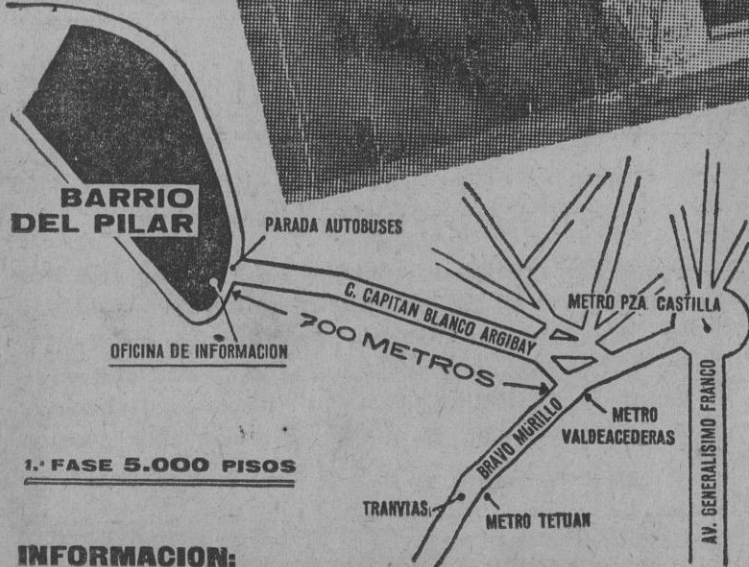 BARRIO
DEL PILAR
PARADA AUTOBUSES
C. CAPITAN BLANCO ARGIBAY
METRO PZA. CASTILLA
OFICINA DE INFORMACION
700 METROS
BRAVO MURILLO
METRO
VALDEACEDERAS
AV. GENERALISIMO FRANCO
1.ª FASE 5.000 PISOS
TRANVIAS
METRO TETUAN
INFORMACION: